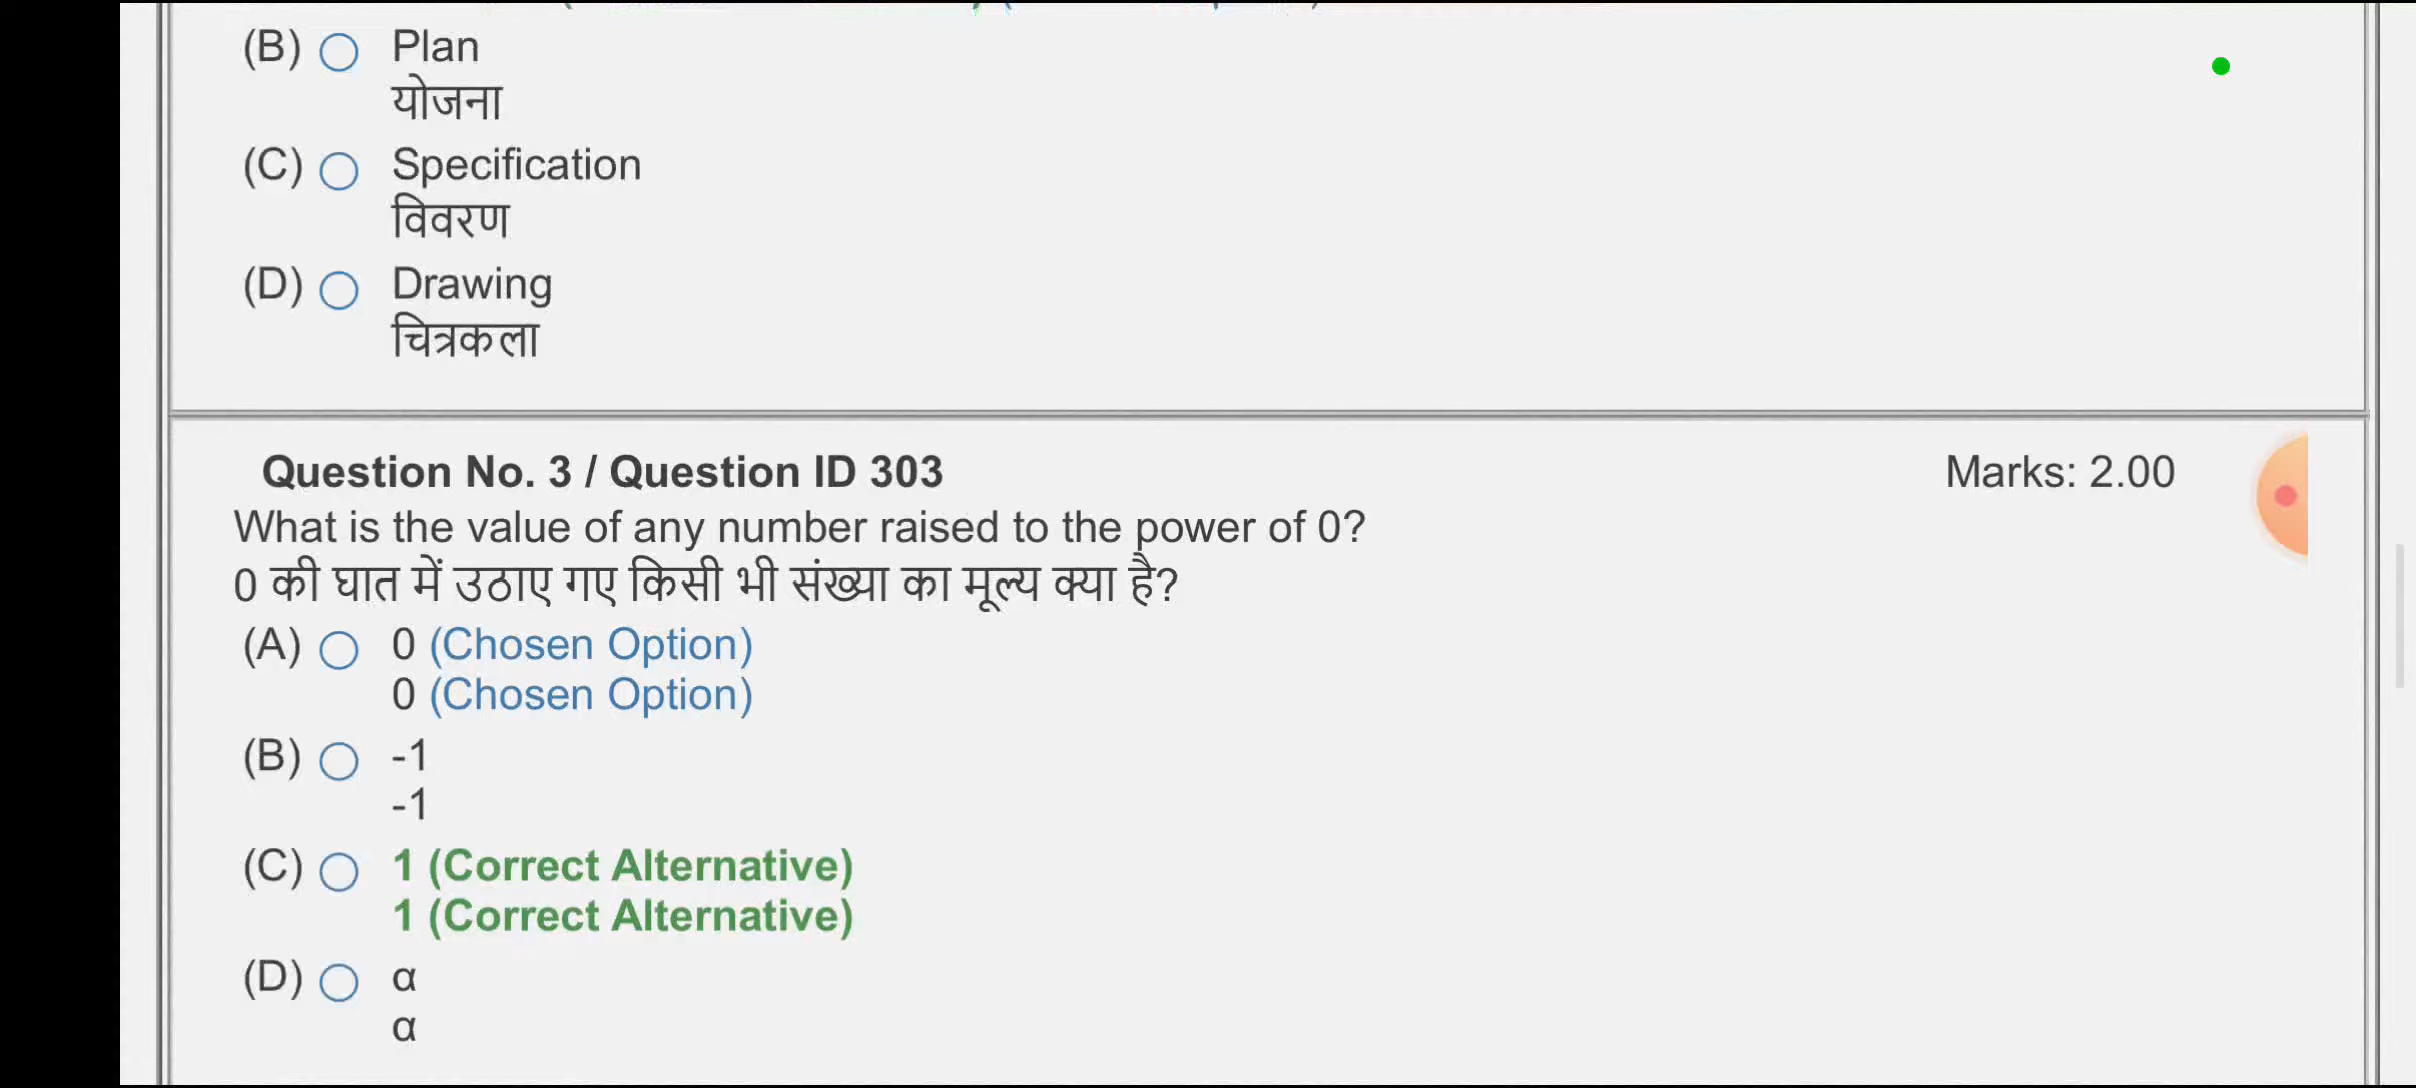 (B) Plan
योजना
(C) Specification
विवरण
(D) Drawing
चित्रकला
Question No. 3 / Question ID 303 Marks: 2.00
What is the value of any number raised to the power of 0?
0 की घात में उठाए गए किसी भी संख्या का मूल्य क्या है?
(A) 0 (Chosen Option)
0 (Chosen Option)
(B) -1
-1
(C) 1 (Correct Alternative)
1 (Correct Alternative)
(D) α
α